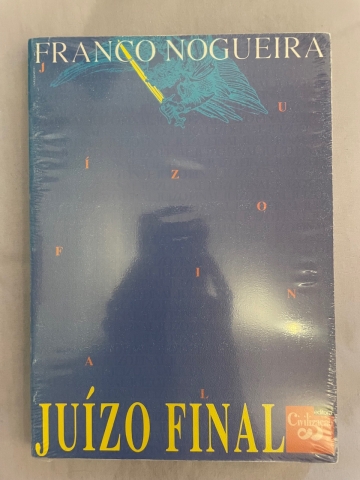 FRANCO NOGUEIRA
J
U
Í
Z
O
F
I
N
A
L
JUÍZO FINAL
Civilização